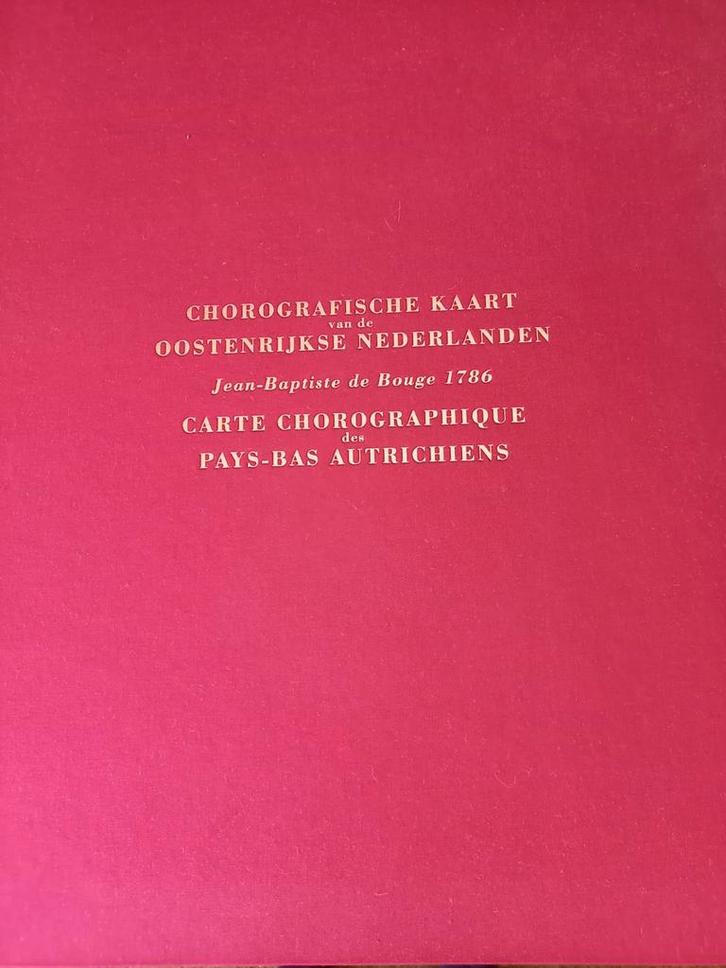 CHOROGRAFISCHE KAART
van de
OOSTENRIJKSE NEDERLANDEN
Jean-Baptiste de Bouge 1786
CARTE CHOROGRAPHIQUE
des
PAYS-BAS AUTRICHIENS